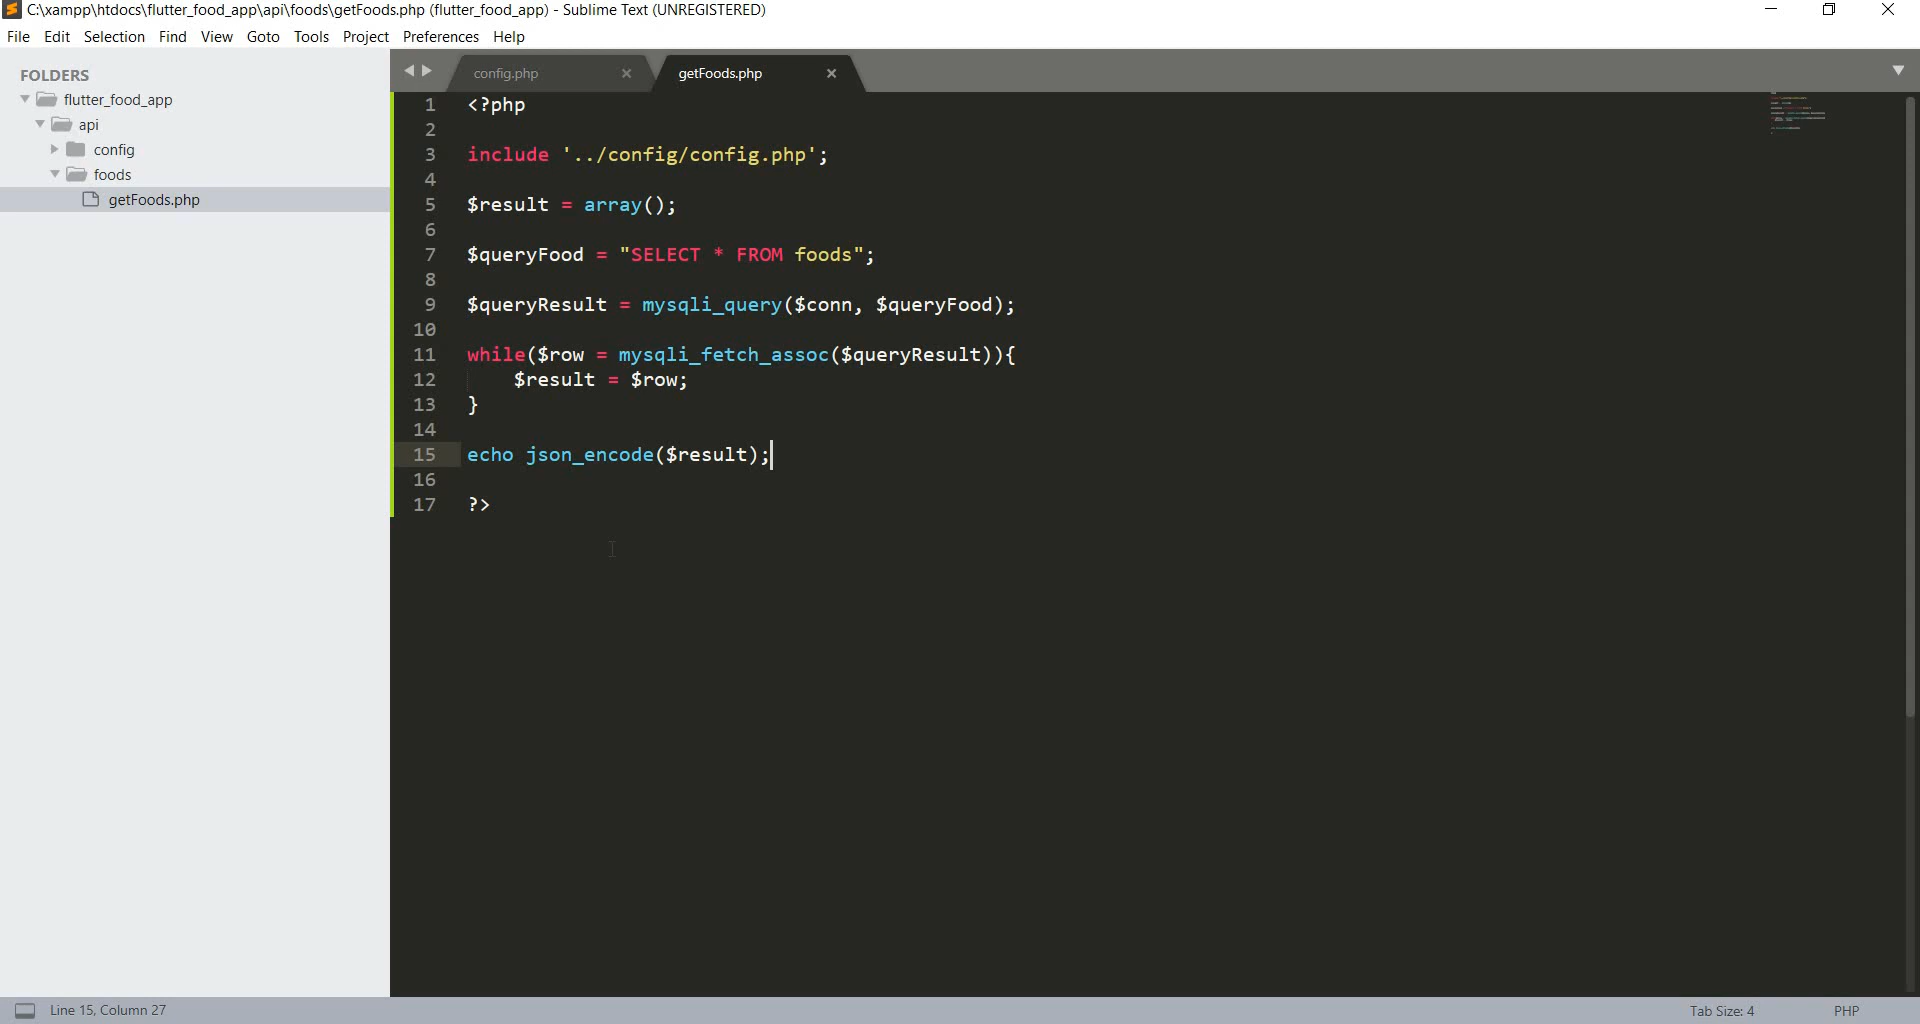 C:\xampp\htdocs\flutter_food_app\api\foods\getFoods.php (flutter_food_app) - Sublime Text (UNREGISTERED)
File Edit Selection Find View Goto Tools Project Preferences Help
FOLDERS
flutter_food_app
api
config
foods
getFoods.php
config.php
getFoods.php
1 <?php
2
3 include '../config/config.php';
4
5 $result = array();
6
7 $queryFood = "SELECT * FROM foods";
8
9 $queryResult = mysqli_query($conn, $queryFood);
10
11 while($row = mysqli_fetch_assoc($queryResult)){
12 $result = $row;
13 }
14
15 echo json_encode($result);
16
17 ?>
Line 15, Column 27
Tab Size: 4
PHP